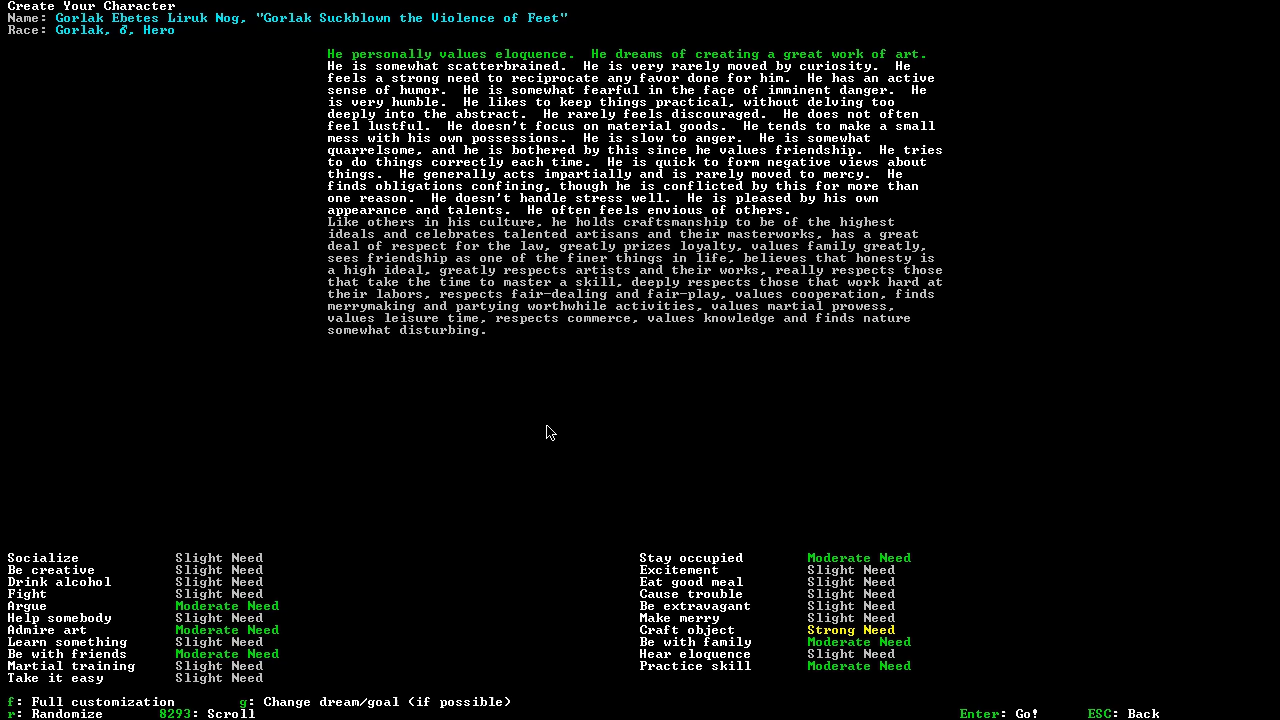 Create Your Character
Name: Gorlak Ebetes Liruk Nog, "Gorlak Suckblown the Violence of Feet"
Race: Gorlak, ♂, Hero
He personally values eloquence.  He dreams of creating a great work of art.
He is somewhat scatterbrained.  He is very rarely moved by curiosity.  He
feels a strong need to reciprocate any favor done for him.  He has an active
sense of humor.  He is somewhat fearful in the face of imminent danger.  He
is very humble.  He likes to keep things practical, without delving too
deeply into the abstract.  He rarely feels discouraged.  He does not often
feel lustful.  He doesn't focus on material goods.  He tends to make a small
mess with his own possessions.  He is slow to anger.  He is somewhat
quarrelsome, and he is bothered by this since he values friendship.  He tries
to do things correctly each time.  He is quick to form negative views about
things.  He generally acts impartially and is rarely moved to mercy.  He
finds obligations confining, though he is conflicted by this for more than
one reason.  He doesn't handle stress well.  He is pleased by his own
appearance and talents.  He often feels envious of others.
Like others in his culture, he holds craftsmanship to be of the highest
ideals and celebrates talented artisans and their masterworks, has a great
deal of respect for the law, greatly prizes loyalty, values family greatly,
sees friendship as one of the finer things in life, believes that honesty is
a high ideal, greatly respects artists and their works, really respects those
that take the time to master a skill, deeply respects those that work hard at
their labors, respects fair-dealing and fair-play, values cooperation, finds
merrymaking and partying worthwhile activities, values martial prowess,
values leisure time, respects commerce, values knowledge and finds nature
somewhat disturbing.
Socialize Slight Need
Be creative Slight Need
Drink alcohol Slight Need
Fight Slight Need
Argue Moderate Need
Help somebody Slight Need
Admire art Moderate Need
Learn something Slight Need
Be with friends Moderate Need
Martial training Slight Need
Take it easy Slight Need
Stay occupied Moderate Need
Excitement Slight Need
Eat good meal Slight Need
Cause trouble Slight Need
Be extravagant Slight Need
Make merry Slight Need
Craft object Strong Need
Be with family Moderate Need
Hear eloquence Slight Need
Practice skill Moderate Need
f: Full customization g: Change dream/goal (if possible)
r: Randomize 8293: Scroll Enter: Go! ESC: Back